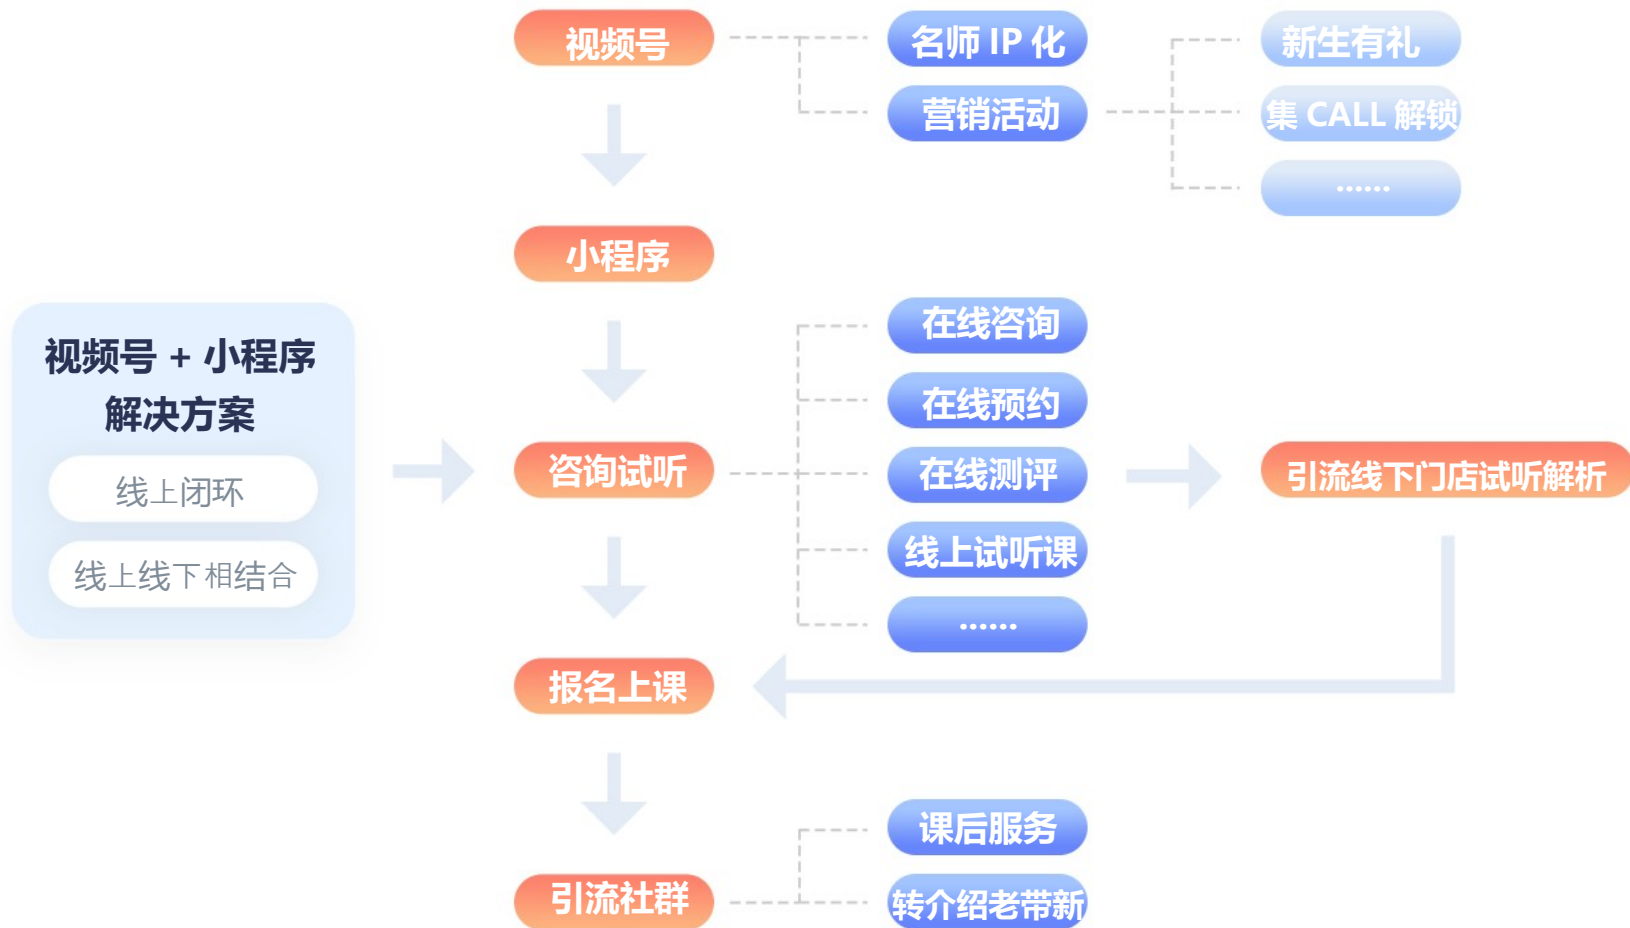 视频号
名师 IP 化
新生有礼
营销活动
集 CALL 解锁
······
小程序
视频号 + 小程序
解决方案
线上闭环
线上线下相结合
在线咨询
在线预约
咨询试听
在线测评
引流线下门店试听解析
线上试听课
······
报名上课
课后服务
引流社群
转介绍老带新